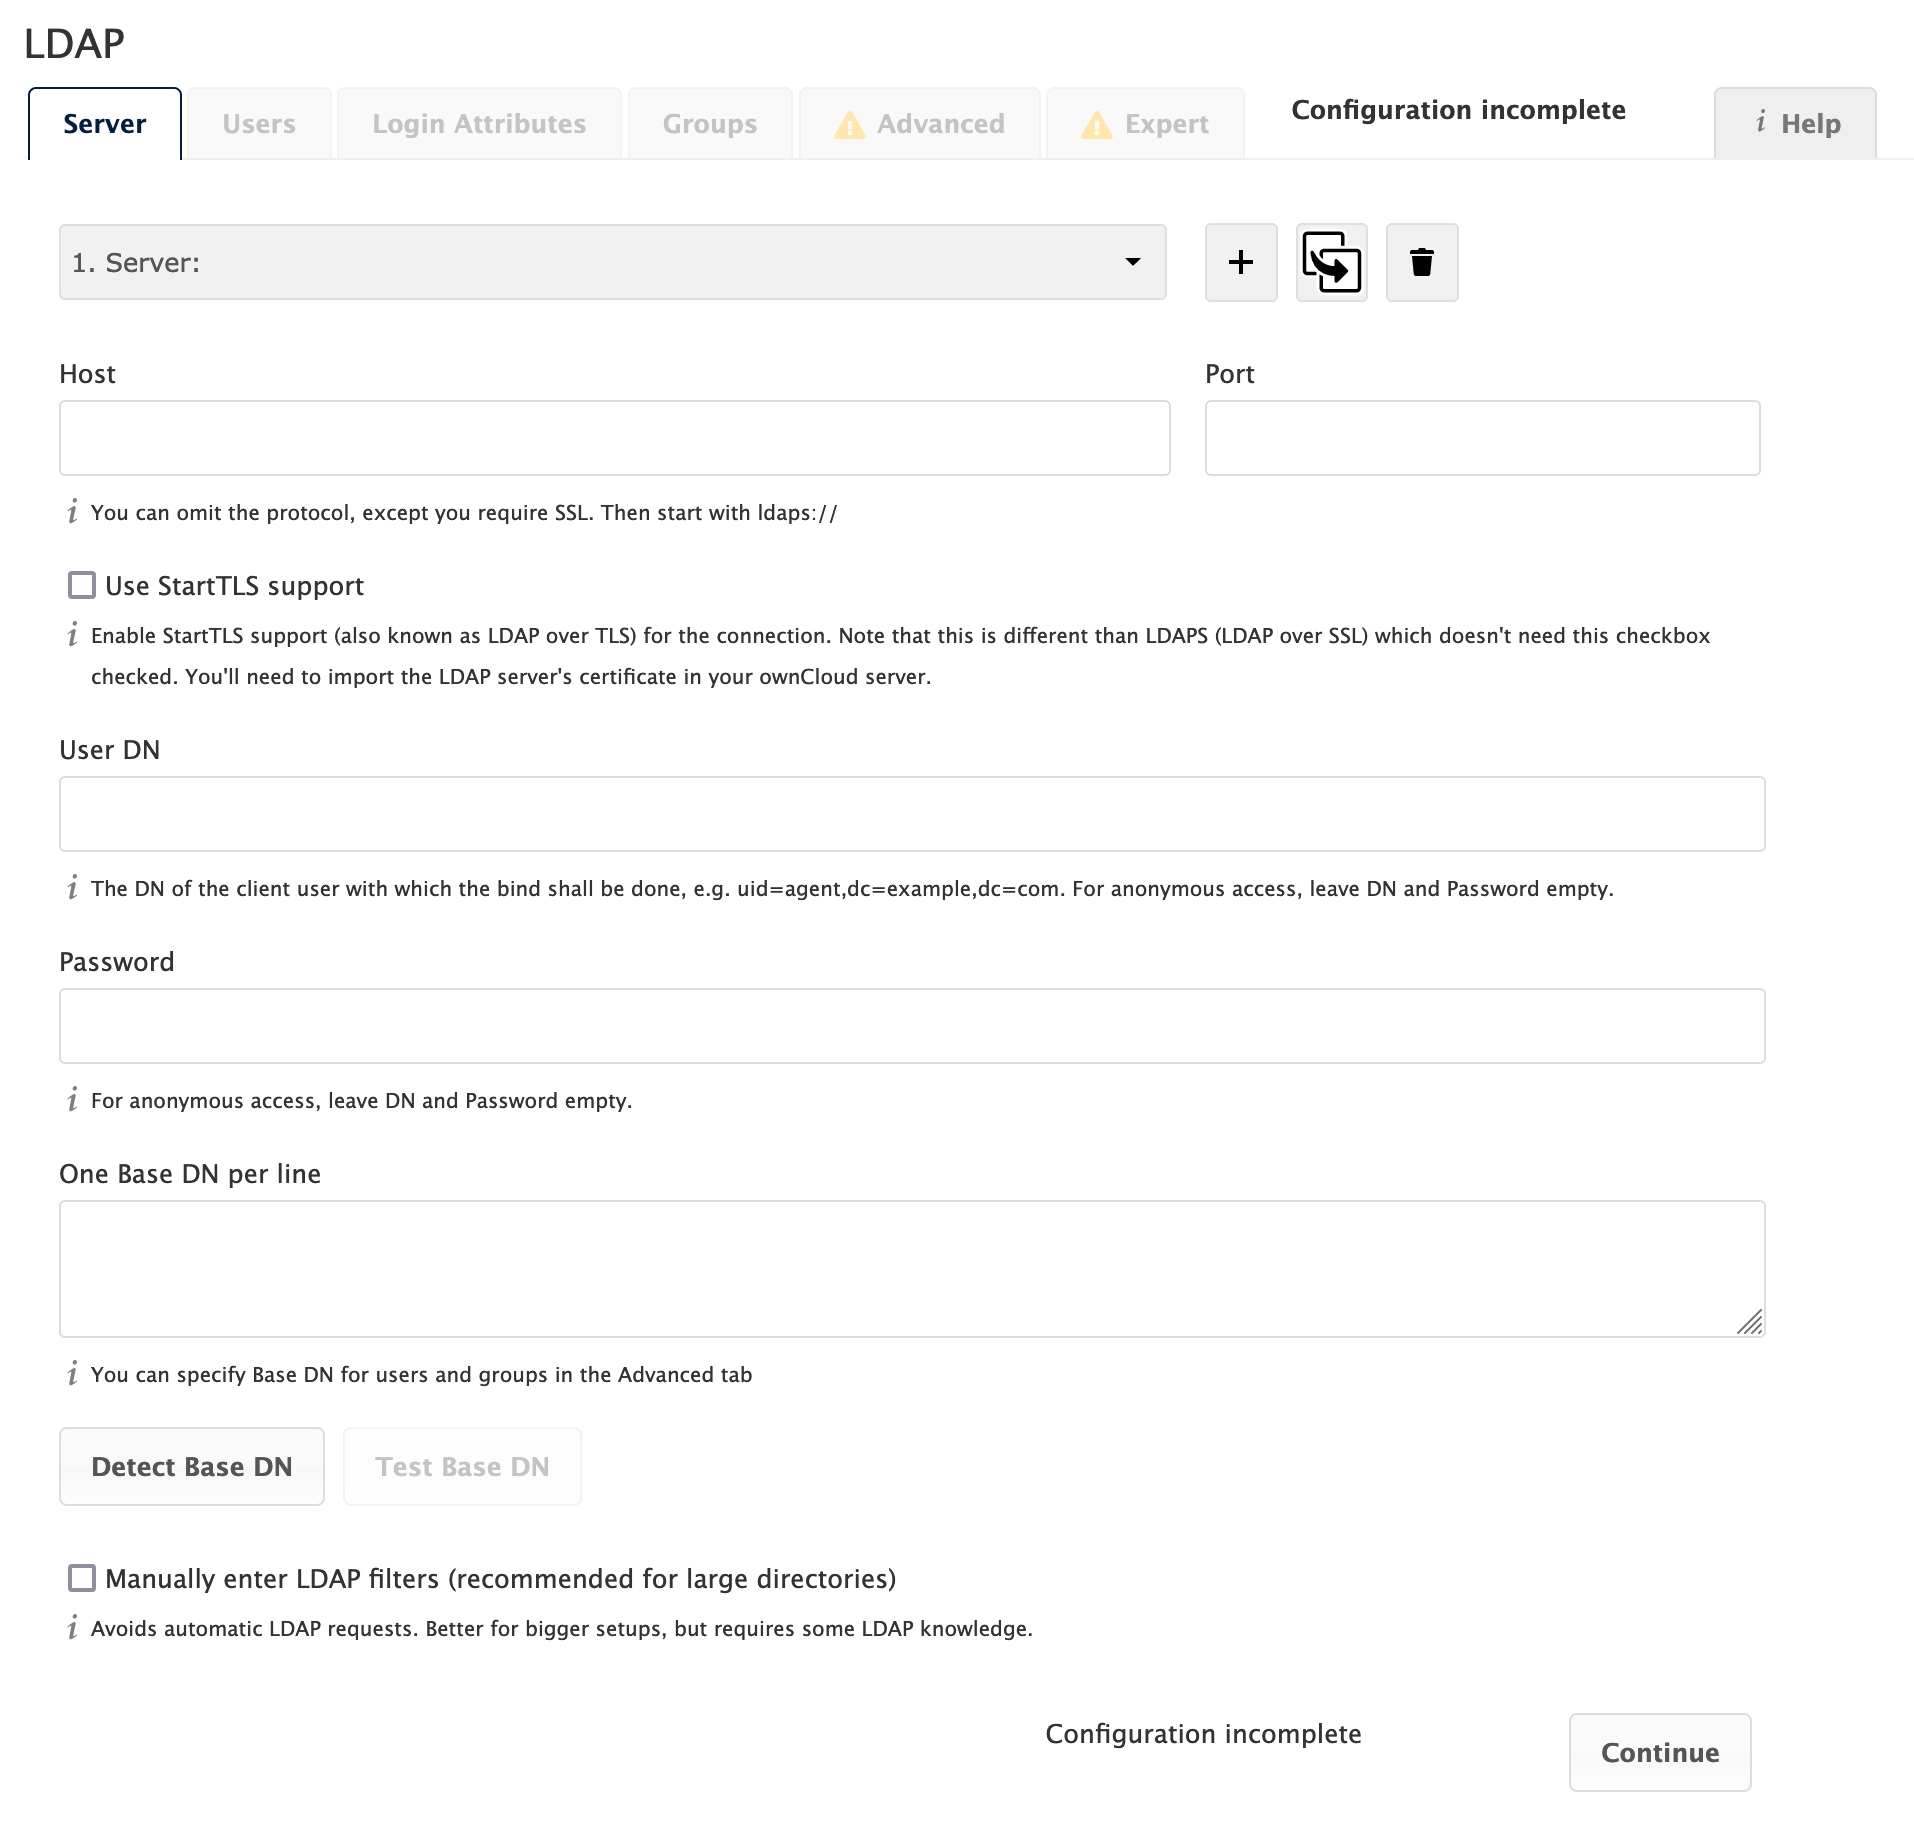 LDAP
Server
Users
Login Attributes
Groups
Advanced
Expert
Configuration incomplete
i Help
1. Server:
Host
Port
i You can omit the protocol, except you require SSL. Then start with ldaps://
Use StartTLS support
i Enable StartTLS support (also known as LDAP over TLS) for the connection. Note that this is different than LDAPS (LDAP over SSL) which doesn't need this checkbox
checked. You'll need to import the LDAP server's certificate in your ownCloud server.
User DN
i The DN of the client user with which the bind shall be done, e.g. uid=agent,dc=example,dc=com. For anonymous access, leave DN and Password empty.
Password
i For anonymous access, leave DN and Password empty.
One Base DN per line
i You can specify Base DN for users and groups in the Advanced tab
Detect Base DN
Test Base DN
Manually enter LDAP filters (recommended for large directories)
i Avoids automatic LDAP requests. Better for bigger setups, but requires some LDAP knowledge.
Configuration incomplete
Continue